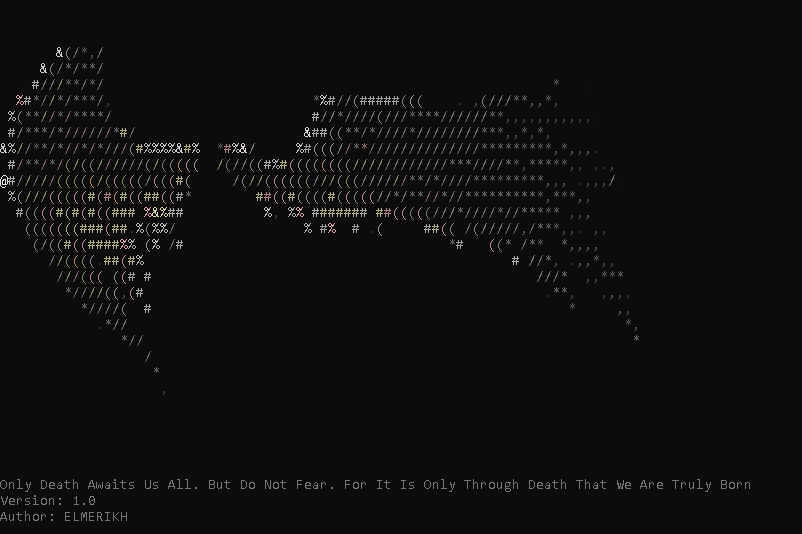 Only Death Awaits Us All. But Do Not Fear. For It Is Only Through Death That We Are Truly Born
Version: 1.0
Author: ELMERIKH